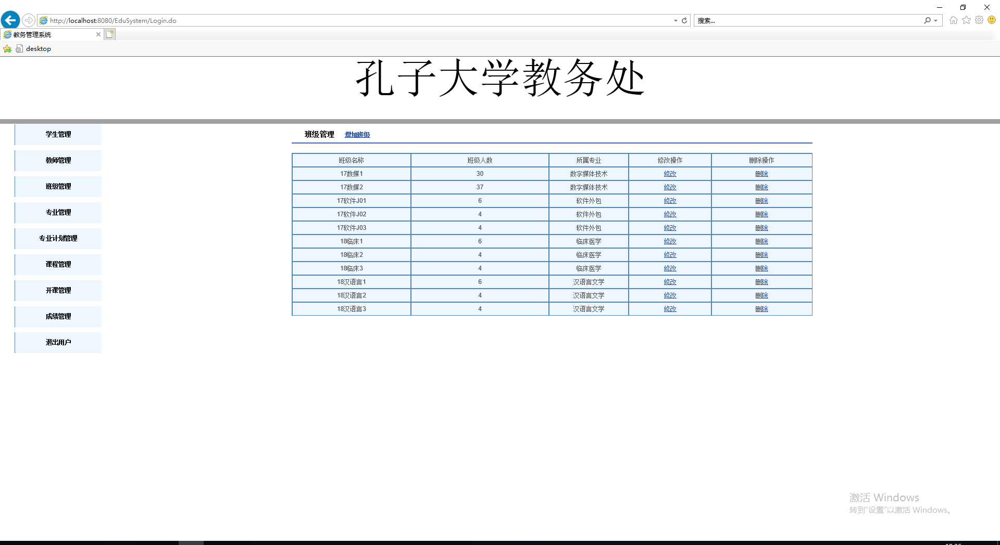 http://localhost:8080/EduSystem/Login.do
搜索...
教务管理系统
desktop
孔子大学教务处
学生管理
教师管理
班级管理
专业管理
专业计划管理
课程管理
开课管理
成绩管理
退出用户
班级管理 增加班级
班级名称 班级人数 所属专业 修改操作 删除操作
17数媒1 30 数字媒体技术 修改 删除
17数媒2 37 数字媒体技术 修改 删除
17软件J01 6 软件外包 修改 删除
17软件J02 4 软件外包 修改 删除
17软件J03 4 软件外包 修改 删除
18临床1 6 临床医学 修改 删除
18临床2 4 临床医学 修改 删除
18临床3 4 临床医学 修改 删除
18汉语言1 6 汉语言文学 修改 删除
18汉语言2 4 汉语言文学 修改 删除
18汉语言3 4 汉语言文学 修改 删除
激活 Windows
转到"设置"以激活 Windows。